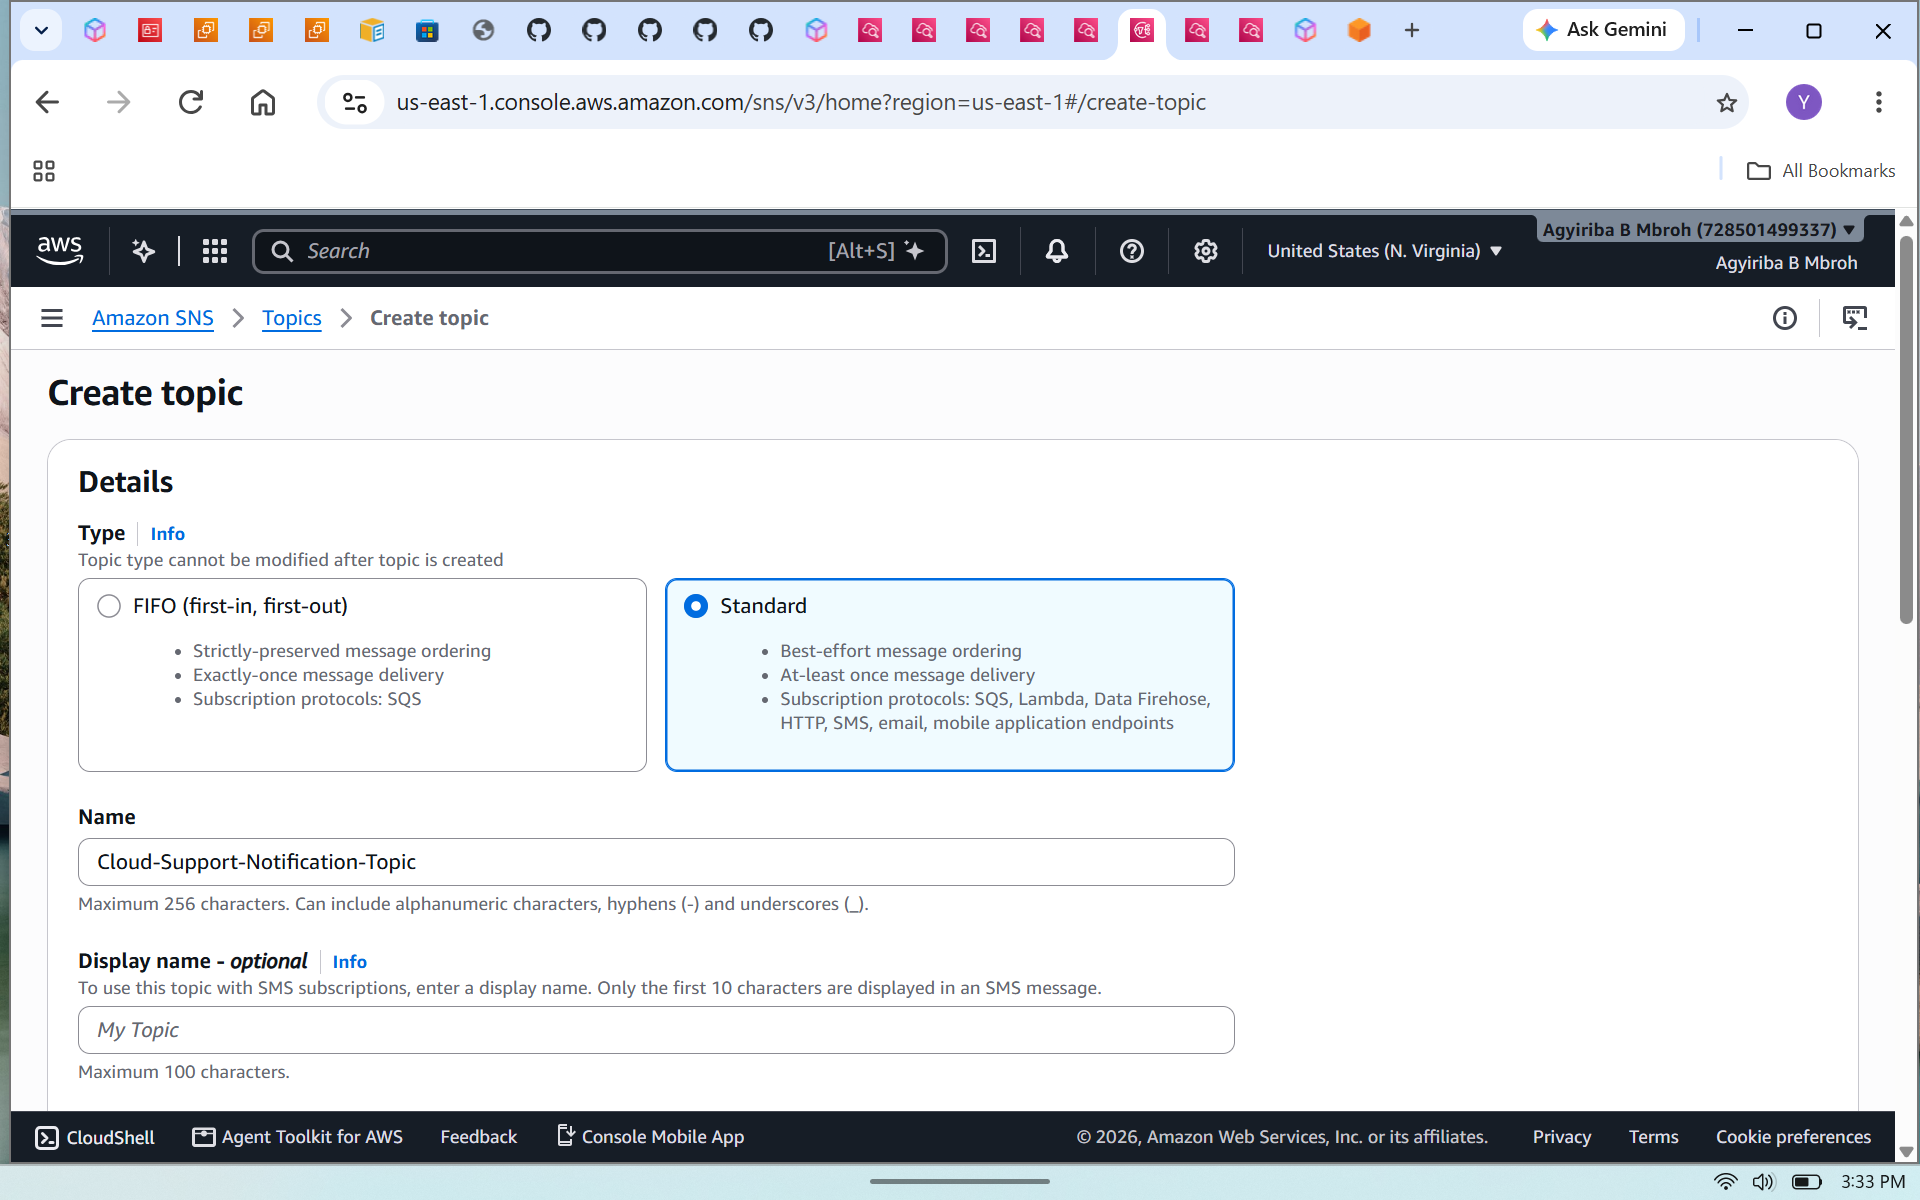 Ask Gemini
us-east-1.console.aws.amazon.com/sns/v3/home?region=us-east-1#/create-topic
Y
All Bookmarks
aws
Search
[Alt+S]
United States (N. Virginia)
Agyiriba B Mbroh (728501499337)
Agyiriba B Mbroh
Amazon SNS
Topics
Create topic
Create topic
Details
Type
Info
Topic type cannot be modified after topic is created
FIFO (first-in, first-out)
• Strictly-preserved message ordering
• Exactly-once message delivery
• Subscription protocols: SQS
Standard
• Best-effort message ordering
• At-least once message delivery
• Subscription protocols: SQS, Lambda, Data Firehose,
HTTP, SMS, email, mobile application endpoints
Name
Cloud-Support-Notification-Topic
Maximum 256 characters. Can include alphanumeric characters, hyphens (-) and underscores (_).
Display name - optional
Info
To use this topic with SMS subscriptions, enter a display name. Only the first 10 characters are displayed in an SMS message.
My Topic
Maximum 100 characters.
CloudShell
Agent Toolkit for AWS
Feedback
Console Mobile App
© 2026, Amazon Web Services, Inc. or its affiliates.
Privacy
Terms
Cookie preferences
3:33 PM